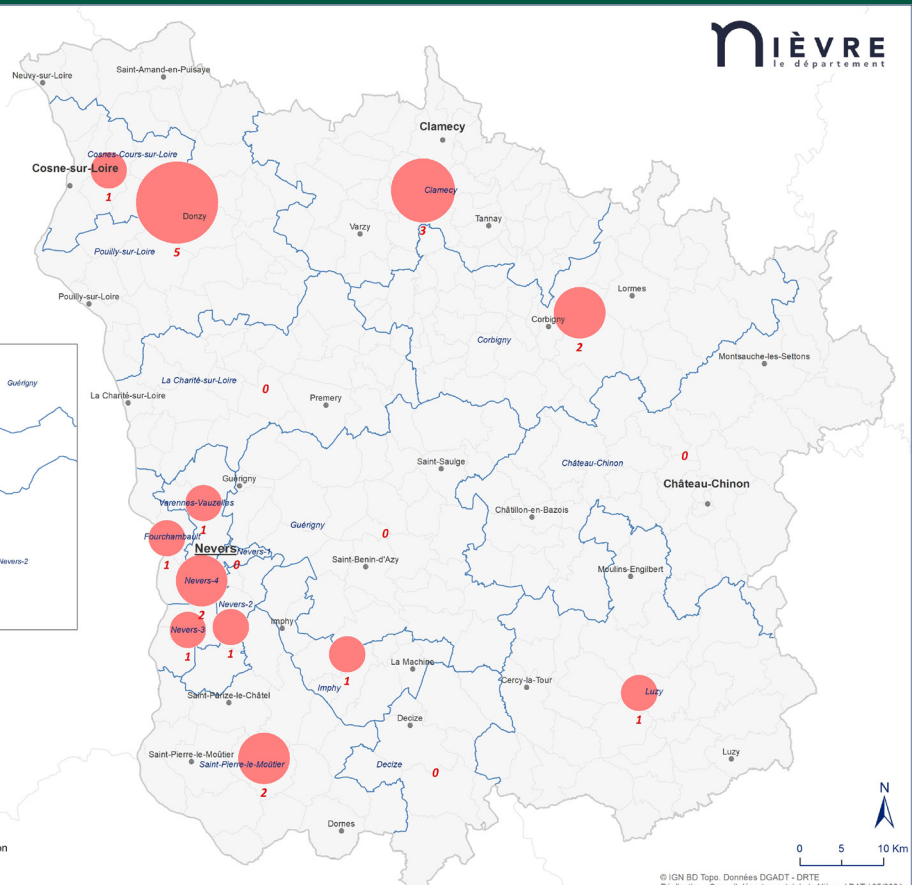 NIÈVRE
le département
Saint-Amand-en-Puisaye
Neuvy-sur-Loire
Clamecy
Cosnes-Cours-sur-Loire
Cosne-sur-Loire
1
Clamecy
Donzy
Tannay
Varzy
3
Pouilly-sur-Loire
5
Lormes
Pouilly-sur-Loire
Corbigny
Corbigny
2
Montsauche-les-Settons
Guérigny
La Charité-sur-Loire
0
La Charité-sur-Loire
Premery
0
Saint-Saulge
Château-Chinon
Guérigny
Château-Chinon
Varennes-Vauzelles
Châtillon-en-Bazois
1
Guérigny
Fourchambault
0
Nevers
Nevers-1
Nevers-2
1
0
Saint-Benin-d'Azy
Moulins-Engilbert
Nevers-4
Nevers-2
2
Imphy
Nevers-3
1
1
La Machine
1
Cercy-la-Tour
Imphy
Luzy
Saint-Parize-le-Châtel
1
Decize
Saint-Pierre-le-Moûtier
Luzy
Saint-Pierre-le-Moûtier
Decize
0
2
N
Dornes
0 5 10 Km
on
© IGN BD Topo. Données DGADT - DRTE